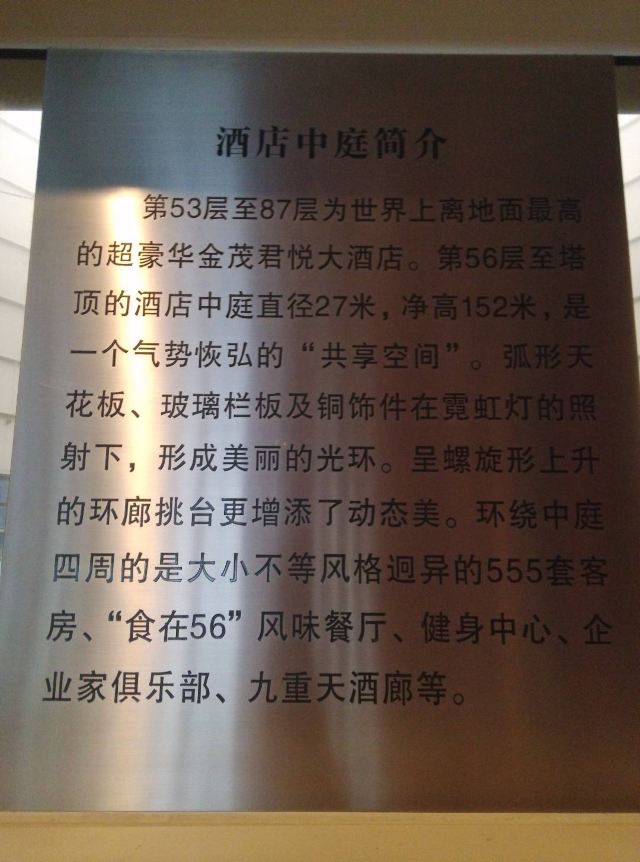 酒店中庭简介
第53层至87层为世界上离地面最高
的超豪华金茂君悦大酒店。第56层至塔
顶的酒店中庭直径27米，净高152米，是
一个气势恢弘的“共享空间”。弧形天
花板、玻璃栏板及铜饰件在霓虹灯的照
射下，形成美丽的光环。呈螺旋形上升
的环廊挑台更增添了动态美。环绕中庭
四周的是大小不等风格迥异的555套客
房、“食在56”风味餐厅、健身中心、企
业家俱乐部、九重天酒廊等。